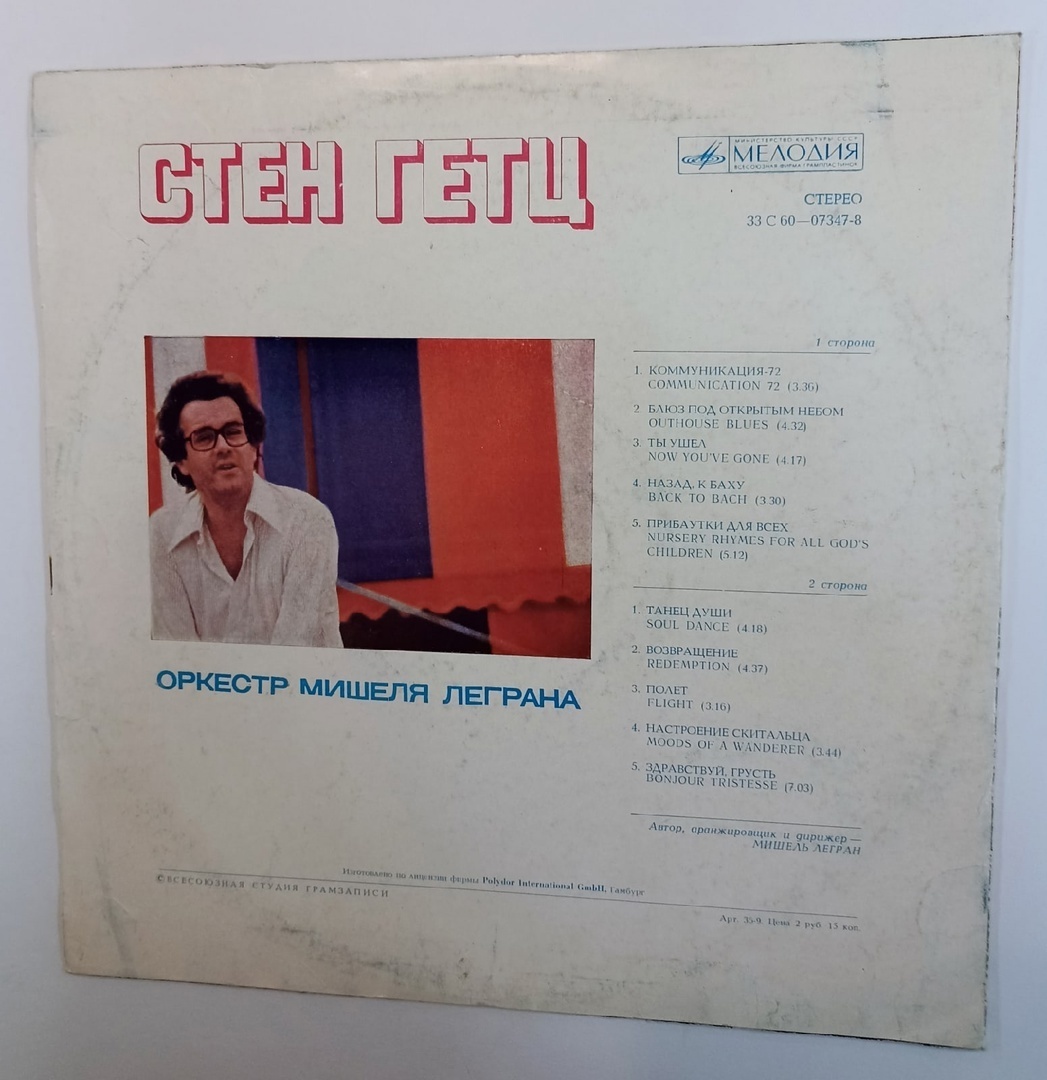 СТЕН ГЕТЦ
МИНИСТЕРСТВО КУЛЬТУРЫ СССР
МЕЛОДИЯ
ВСЕСОЮЗНАЯ ФИРМА ГРАМПЛАСТИНОК
СТЕРЕО
33 С 60—07347-8
1 сторона
1. КОММУНИКАЦИЯ-72
COMMUNICATION 72 (3.36)
2 БЛЮЗ ПОД ОТКРЫТЫМ НЕБОМ
OUTHOUSE BLUES (4.32)
3. ТЫ УШЕЛ
NOW YOU'VE GONE (4.17)
4. НАЗАД, К БАХУ
BACK TO BACH (3.30)
5. ПРИБАУТКИ ДЛЯ ВСЕХ
NURSERY RHYMES FOR ALL GOD'S
CHILDREN (5.12)
2 сторона
1. ТАНЕЦ ДУШИ
SOUL DANCE (4.18)
2. ВОЗВРАЩЕНИЕ
REDEMPTION (4.37)
3. ПОЛЕТ
FLIGHT (3.16)
4. НАСТРОЕНИЕ СКИТАЛЬЦА
MOODS OF A WANDERER (3.44)
5. ЗДРАВСТВУЙ, ГРУСТЬ
BONJOUR TRISTESSE (7.03)
Автор, аранжировщик и дирижер —
МИШЕЛЬ ЛЕГРАН
ОРКЕСТР МИШЕЛЯ ЛЕГРАНА
Изготовлено по лицензии фирмы Polydor International GmbH, Гамбург
© ВСЕСОЮЗНАЯ СТУДИЯ ГРАМЗАПИСИ
Арт. 35-9. Цена 2 руб. 15 коп.